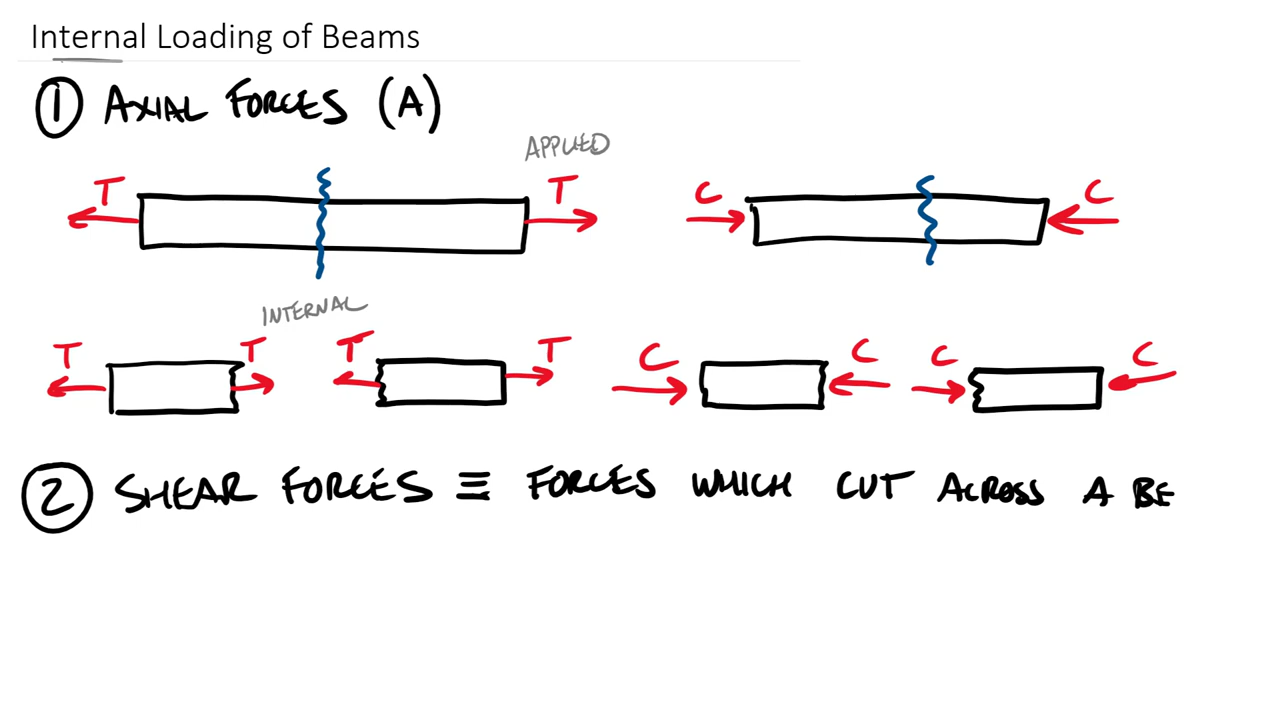 Internal Loading of Beams
1 AXIAL FORCES (A)
APPLIED
T T C C
INTERNAL
T T T T C C C C
2 SHEAR FORCES ≡ FORCES WHICH CUT ACROSS A BE